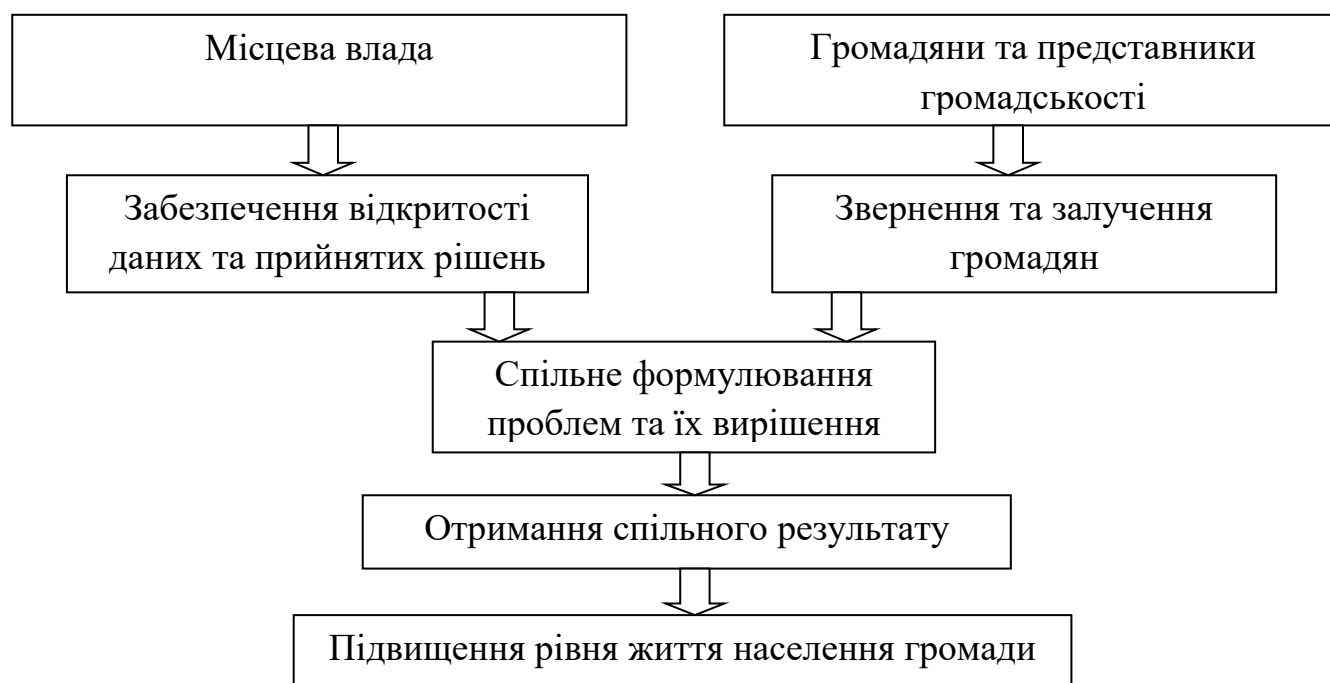 Місцева влада
Громадяни та представники
громадськості
Забезпечення відкритості
даних та прийнятих рішень
Звернення та залучення
громадян
Спільне формулювання
проблем та їх вирішення
Отримання спільного результату
Підвищення рівня життя населення громади